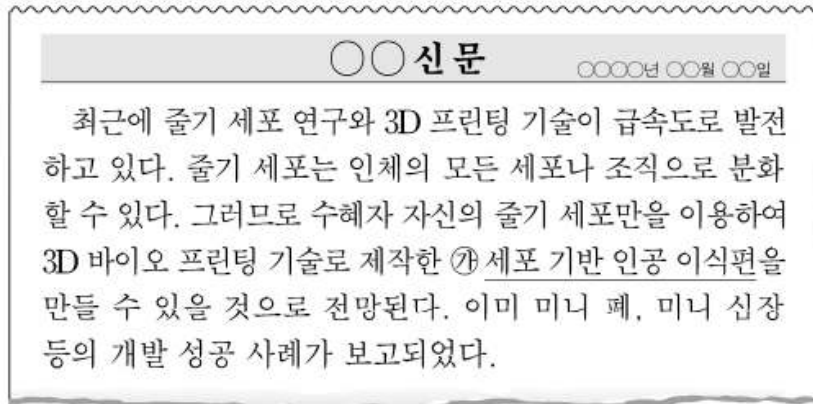 ○○신문
○○○○년 ○○월 ○○일
최근에 줄기 세포 연구와 3D 프린팅 기술이 급속도로 발전
하고 있다. 줄기 세포는 인체의 모든 세포나 조직으로 분화
할 수 있다. 그러므로 수혜자 자신의 줄기 세포만을 이용하여
3D 바이오 프린팅 기술로 제작한 ㉮세포 기반 인공 이식편을
만들 수 있을 것으로 전망된다. 이미 미니 폐, 미니 심장
등의 개발 성공 사례가 보고되었다.